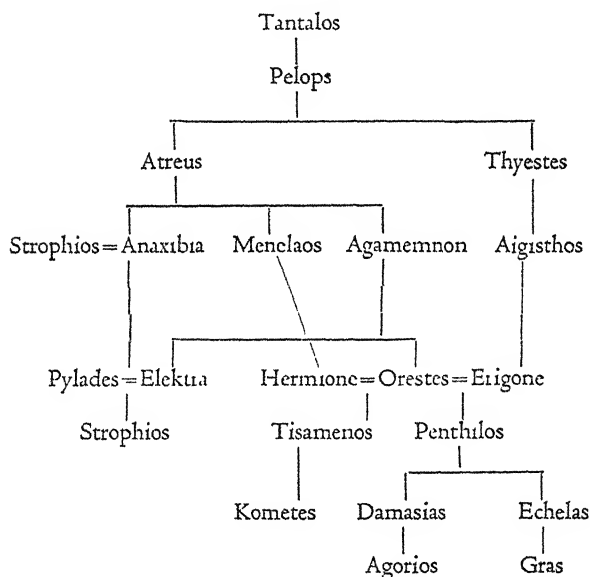 Tantalos
Pelops
Atreus Thyestes
Strophios=Anaxibia Menelaos Agamemnon Aigisthos
Pylades=Elektra Hermione=Orestes=Erigone
Strophios Tisamenos Penthilos
Kometes Damasias Echelas
Agorios Gras